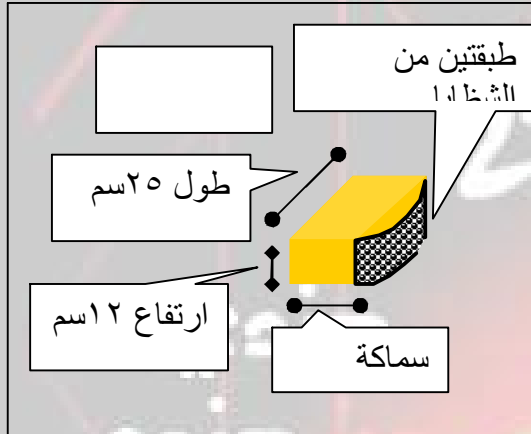 طبقتين من
الشظايا
طول ٢٥سم
ارتفاع ١٢سم
سماكة